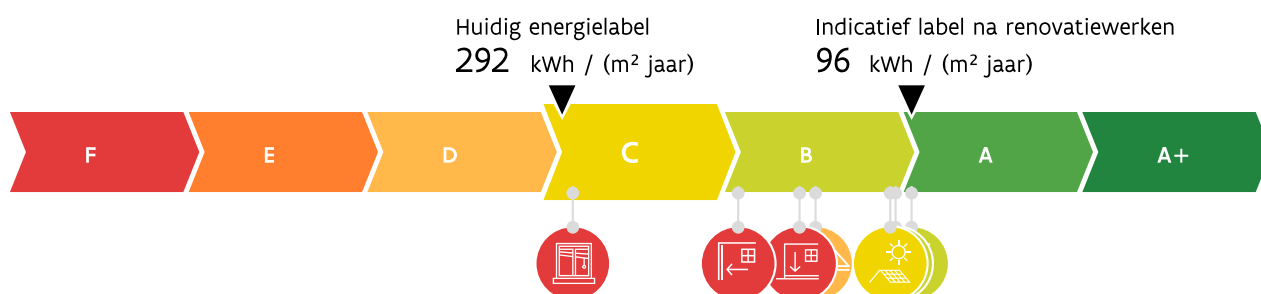 Huidig energielabel
292 kWh / (m² jaar)
Indicatief label na renovatiewerken
96 kWh / (m² jaar)
F E D C B A A+